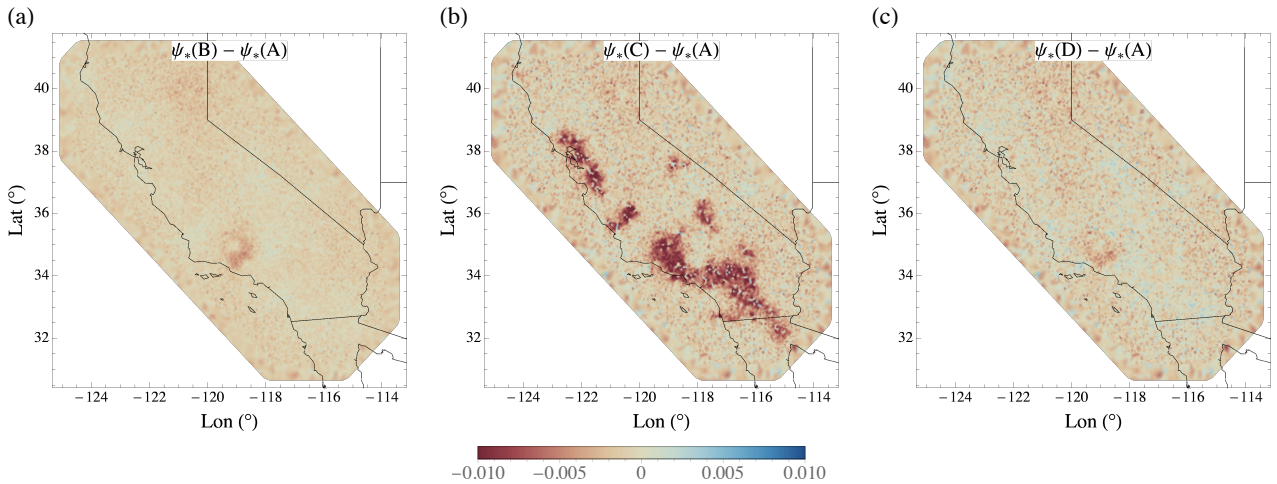 (a)
(b)
(c)
ψ*(B) − ψ*(A)
ψ*(C) − ψ*(A)
ψ*(D) − ψ*(A)
40
38
36
34
32
Lat (°)
−124 −122 −120 −118 −116 −114
Lon (°)
40
38
36
34
32
Lat (°)
−124 −122 −120 −118 −116 −114
Lon (°)
40
38
36
34
32
Lat (°)
−124 −122 −120 −118 −116 −114
Lon (°)
−0.010 −0.005 0 0.005 0.010